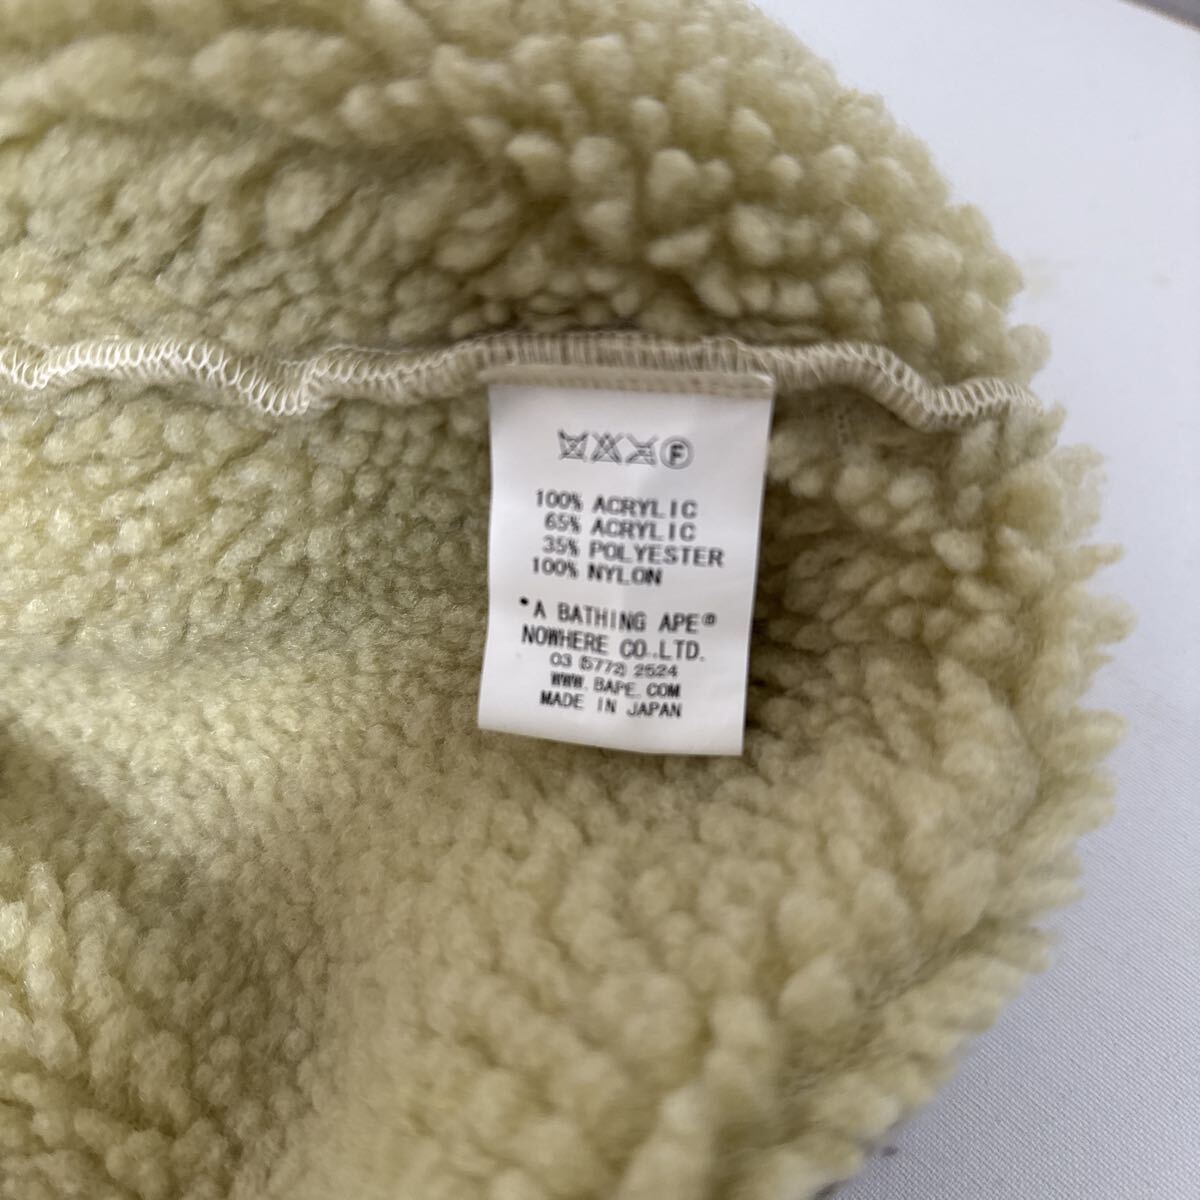 F
100% ACRYLIC
65% ACRYLIC
35% POLYESTER
100% NYLON
*A BATHING APE®
NOWHERE CO.,LTD.
03 (5772) 2524
WWW.BAPE.COM
MADE IN JAPAN